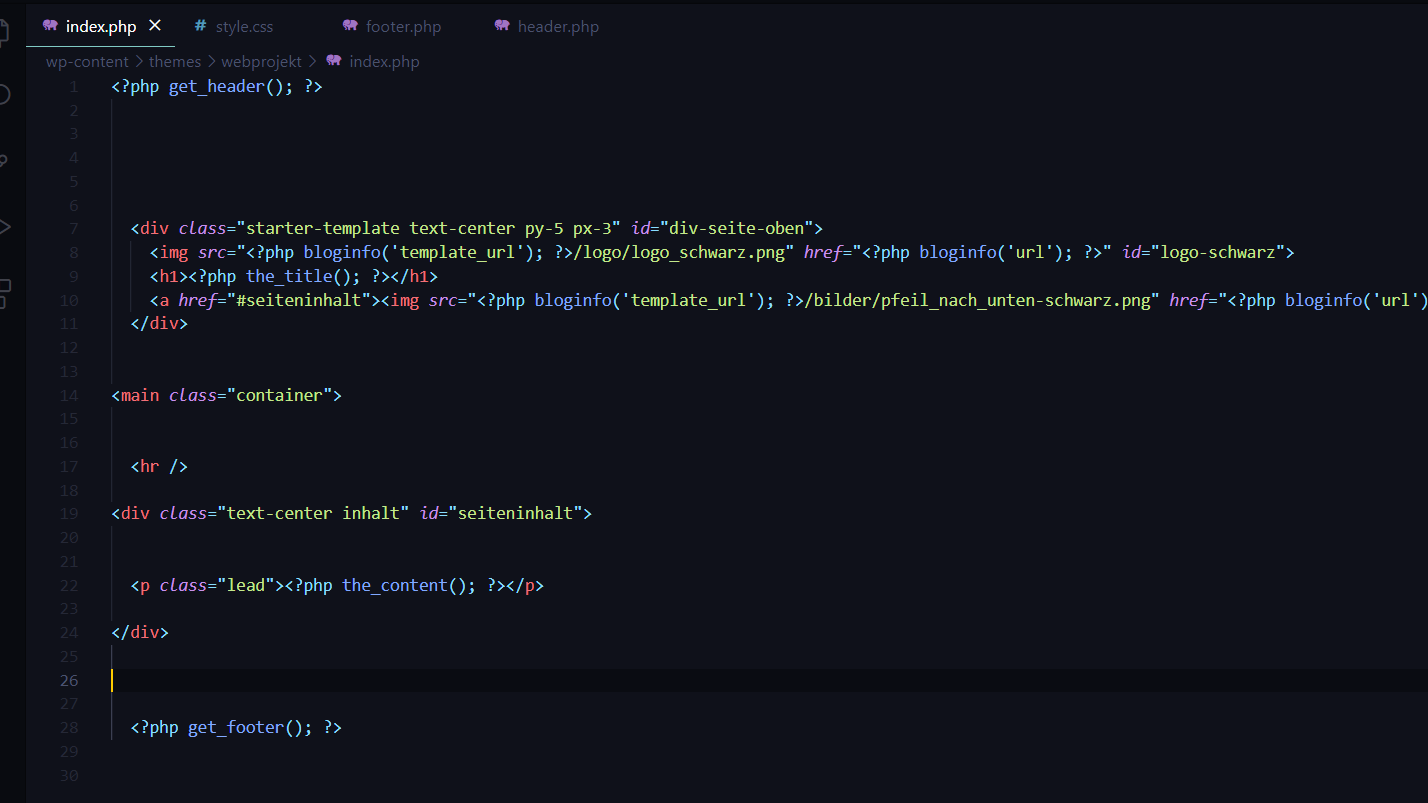 index.php
style.css
footer.php
header.php
wp-content > themes > webprojekt > index.php
1 <?php get_header(); ?>
2
3
4
5
6
7 <div class="starter-template text-center py-5 px-3" id="div-seite-oben">
8 <img src="<?php bloginfo('template_url'); ?>/logo/logo_schwarz.png" href="<?php bloginfo('url'); ?>" id="logo-schwarz">
9 <h1><?php the_title(); ?></h1>
10 <a href="#seiteninhalt"><img src="<?php bloginfo('template_url'); ?>/bilder/pfeil_nach_unten-schwarz.png" href="<?php bloginfo('url')
11 </div>
12
13
14 <main class="container">
15
16
17 <hr />
18
19 <div class="text-center inhalt" id="seiteninhalt">
20
21
22 <p class="lead"><?php the_content(); ?></p>
23
24 </div>
25
26
27
28 <?php get_footer(); ?>
29
30